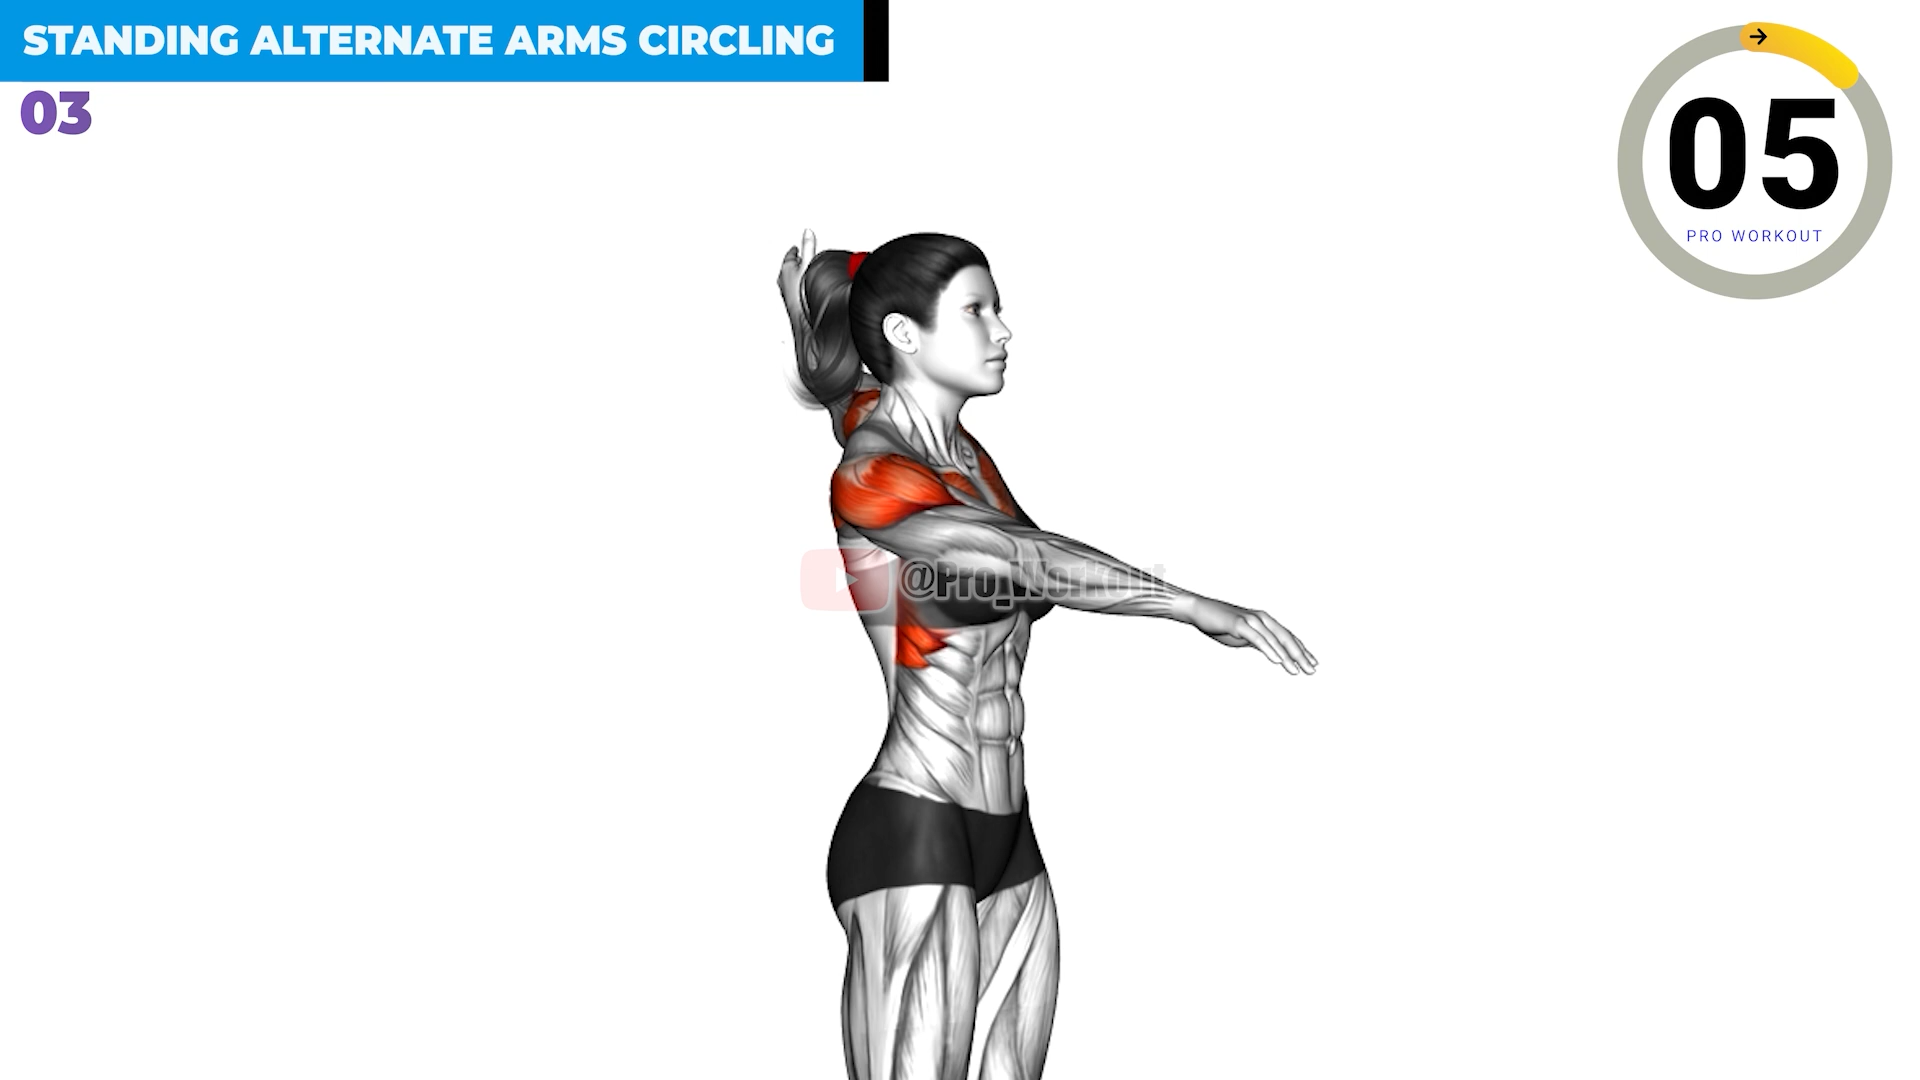 STANDING ALTERNATE ARMS CIRCLING
03
05
PRO WORKOUT
@Pro_Workout